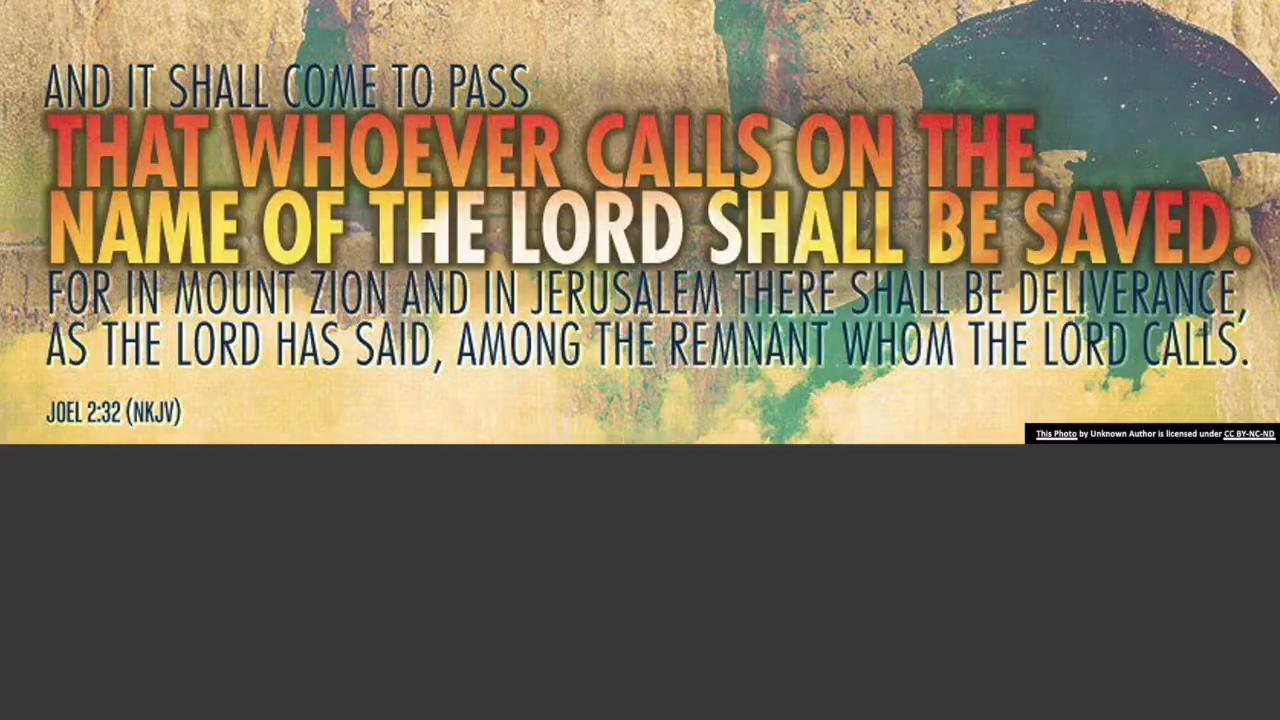 AND IT SHALL COME TO PASS
THAT WHOEVER CALLS ON THE
NAME OF THE LORD SHALL BE SAVED.
FOR IN MOUNT ZION AND IN JERUSALEM THERE SHALL BE DELIVERANCE,
AS THE LORD HAS SAID, AMONG THE REMNANT WHOM THE LORD CALLS.
JOEL 2:32 (NKJV)
This Photo by Unknown Author is licensed under CC BY-NC-ND